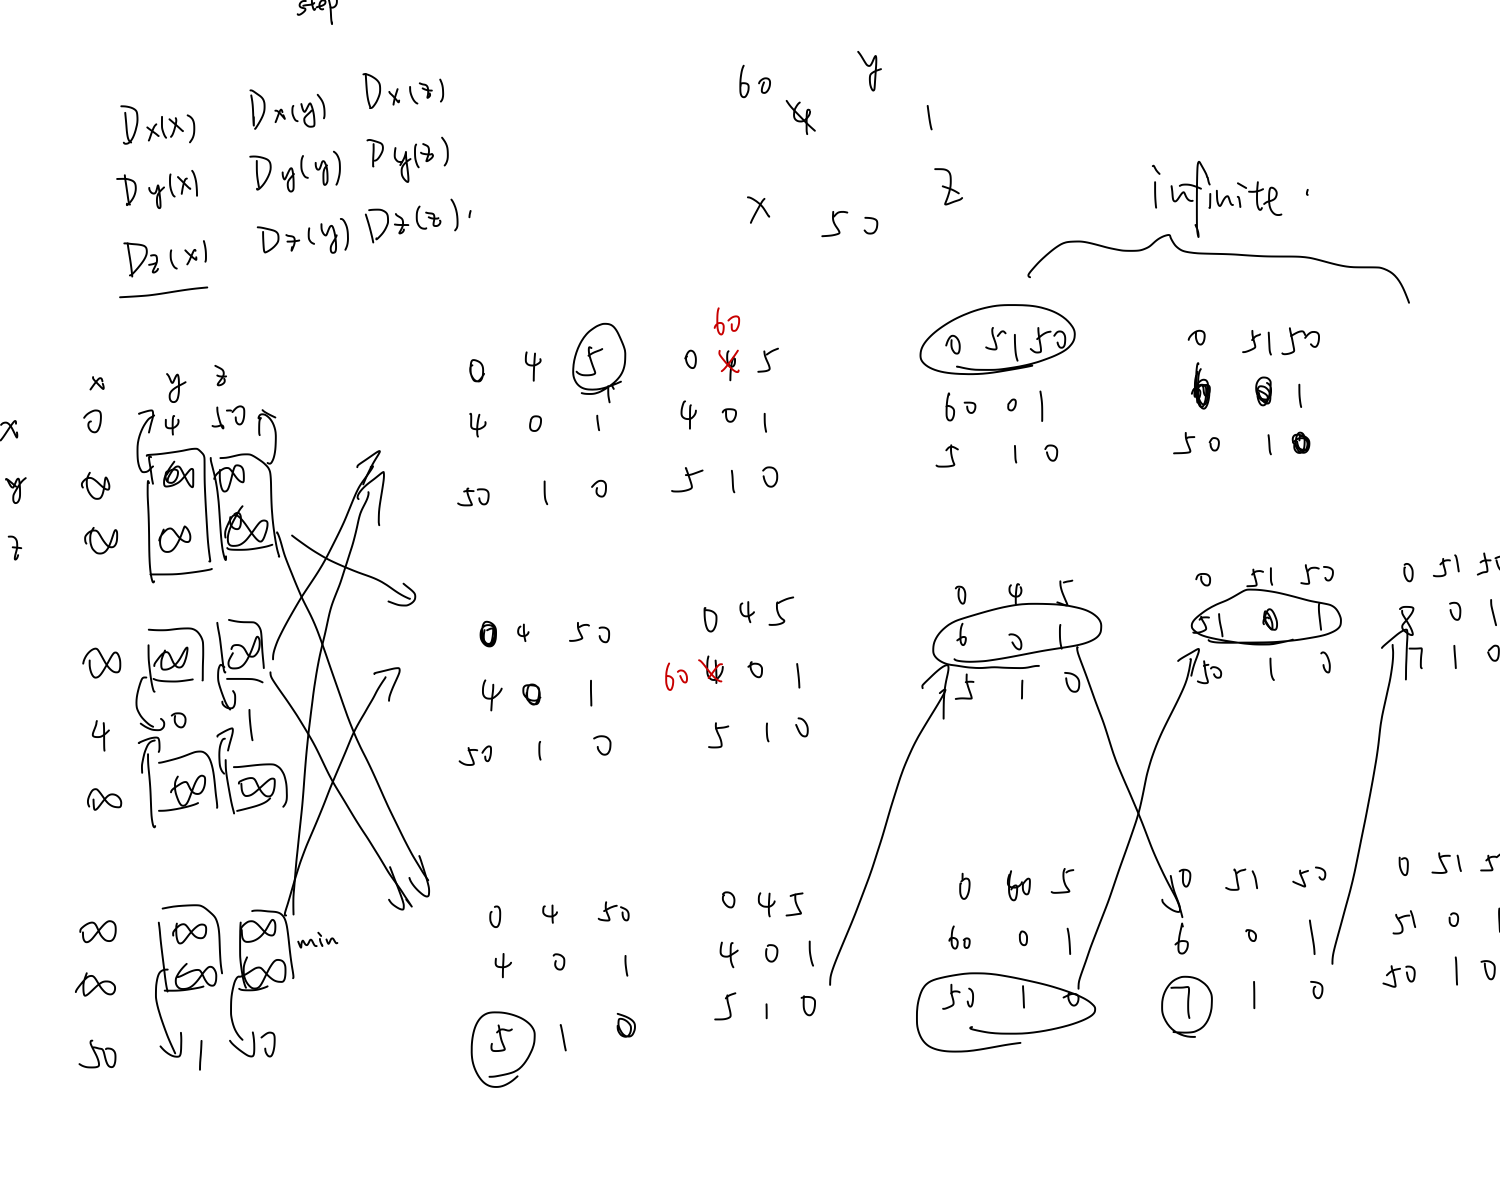 step
Dx(x) Dx(y) Dx(z)
Dy(x) Dy(y) Dy(z)
Dz(x) Dz(y) Dz(z).
60 y
4 1
x 50 z
infinite.
x y z
x 0 4 50
y ∞ ∞ ∞
z ∞ ∞ ∞
∞ ∞ ∞
4 0 1
∞ ∞ ∞
∞ ∞ ∞ min
∞ ∞ ∞
50 1 0
0 4 5
4 0 1
50 1 0
0 4 50
4 0 1
50 1 0
0 4 50
4 0 1
5 1 0
60
0 4 5
4 0 1
5 1 0
0 4 5
60 4 0 1
5 1 0
0 4 5
4 0 1
5 1 0
0 51 50
60 0 1
5 1 0
0 4 5
6 0 1
5 1 0
0 60 5
60 0 1
50 1 0
0 51 50
6 0 1
50 1 0
0 51 50
51 0 1
50 1 0
0 51 50
6 0 1
7 1 0
0 51 50
8 0 1
7 1 0
0 51 5
51 0 1
50 1 0